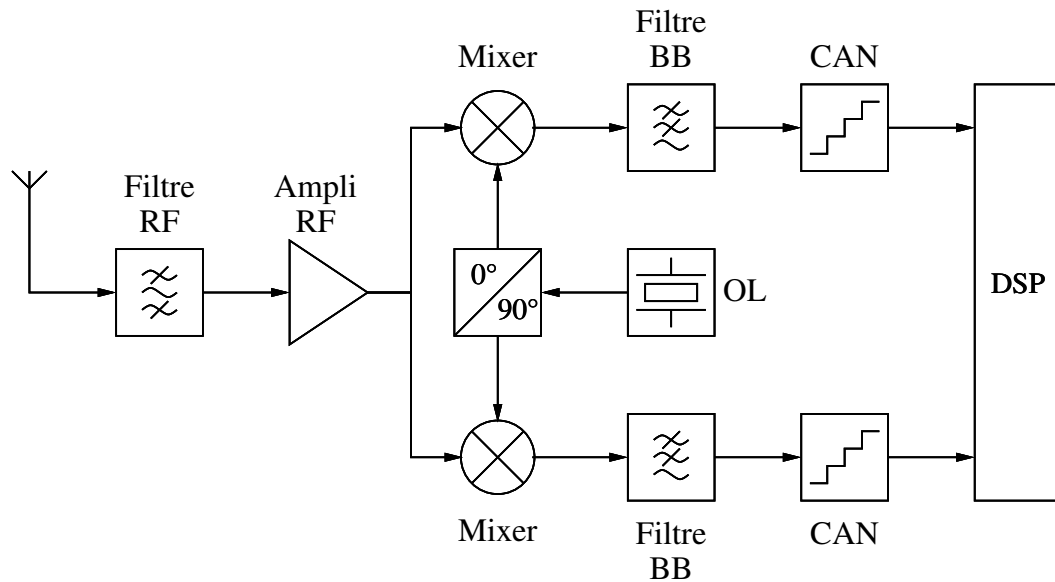 Filtre
BB
Mixer
CAN
Filtre
RF
Ampli
RF
0°
90°
OL
DSP
Mixer
Filtre
BB
CAN